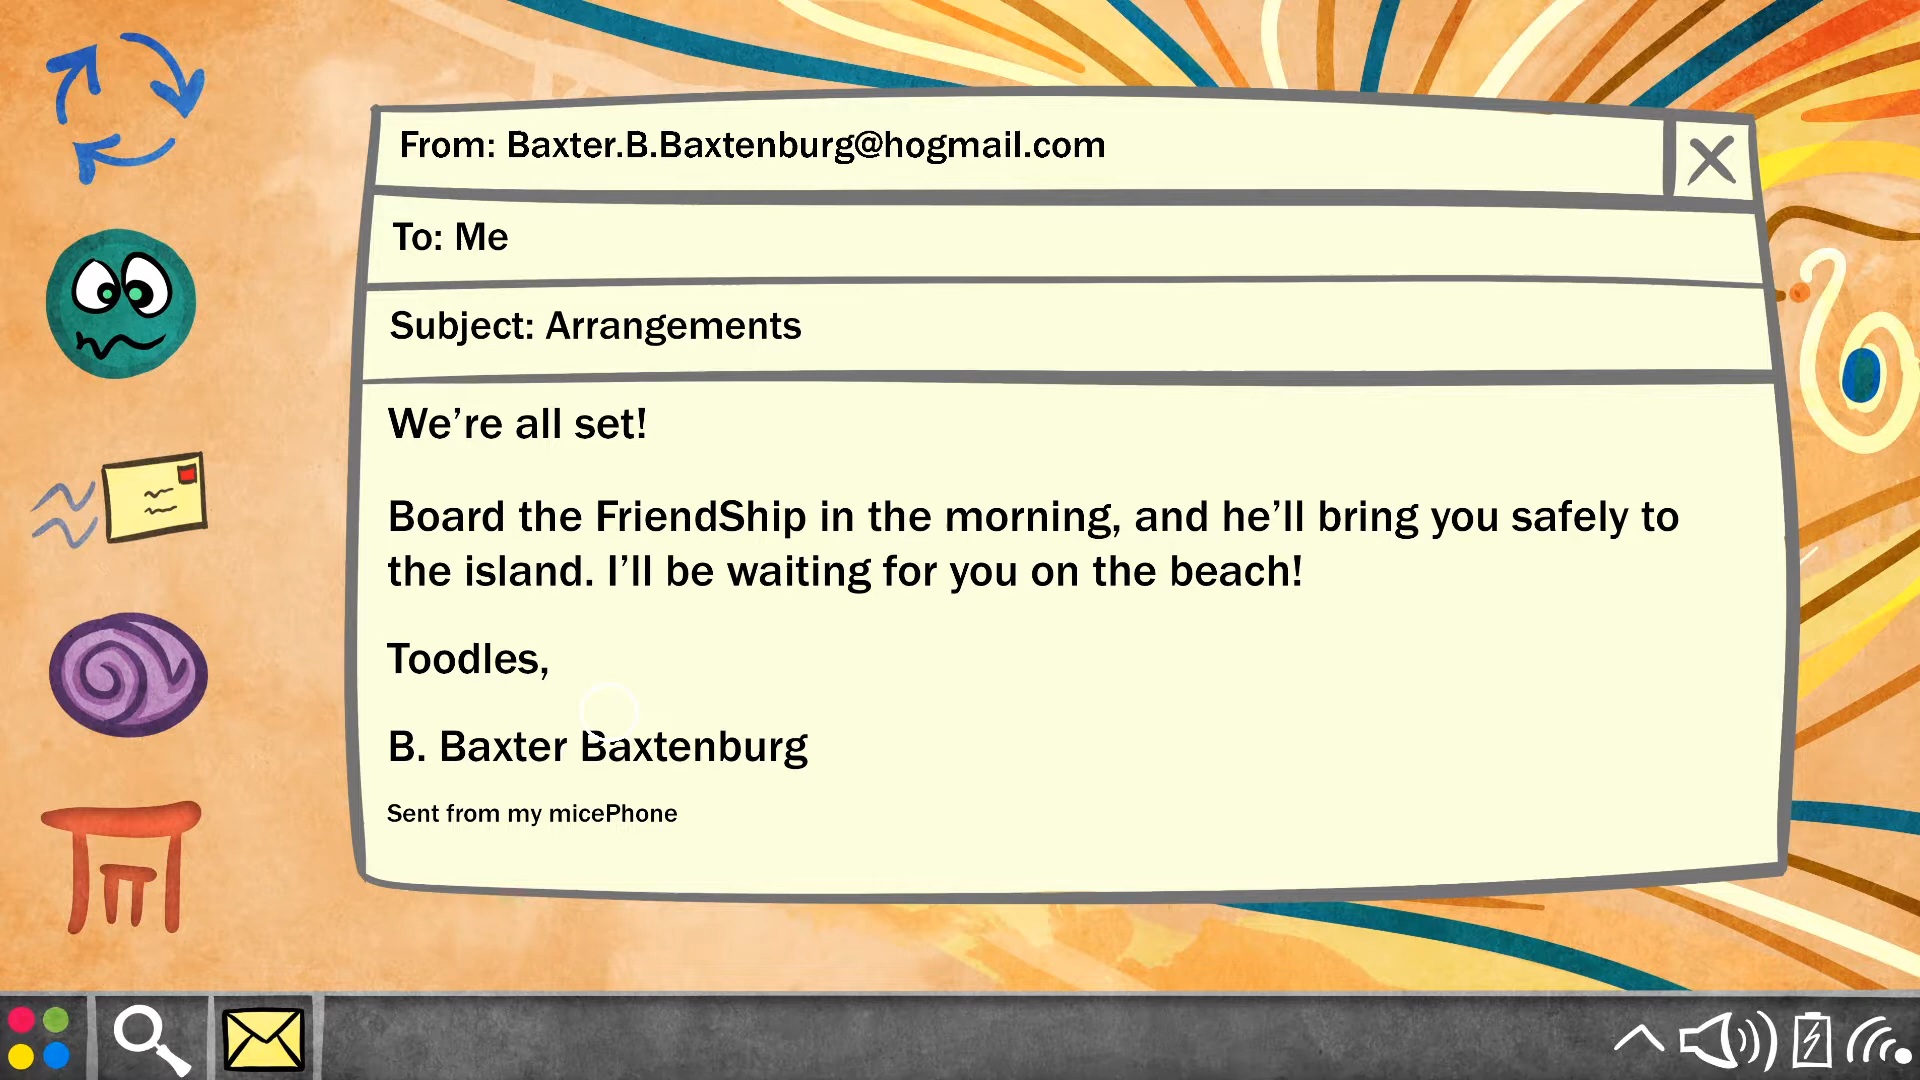 From: Baxter.B.Baxtenburg@hogmail.com
To: Me
Subject: Arrangements
We’re all set!
Board the FriendShip in the morning, and he’ll bring you safely to
the island. I’ll be waiting for you on the beach!
Toodles,
B. Baxter Baxtenburg
Sent from my micePhone